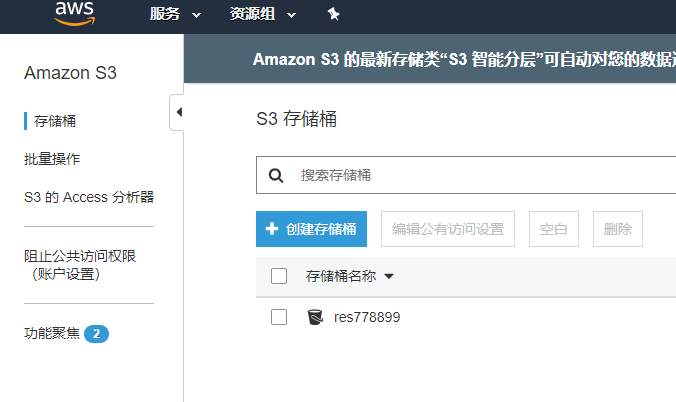 aws 服务 资源组
Amazon S3
存储桶
批量操作
S3 的 Access 分析器
阻止公共访问权限
（账户设置）
功能聚焦 2
Amazon S3 的最新存储类“S3 智能分层”可自动对您的数据
S3 存储桶
搜索存储桶
创建存储桶 编辑公有访问设置 空白 删除
存储桶名称
res778899